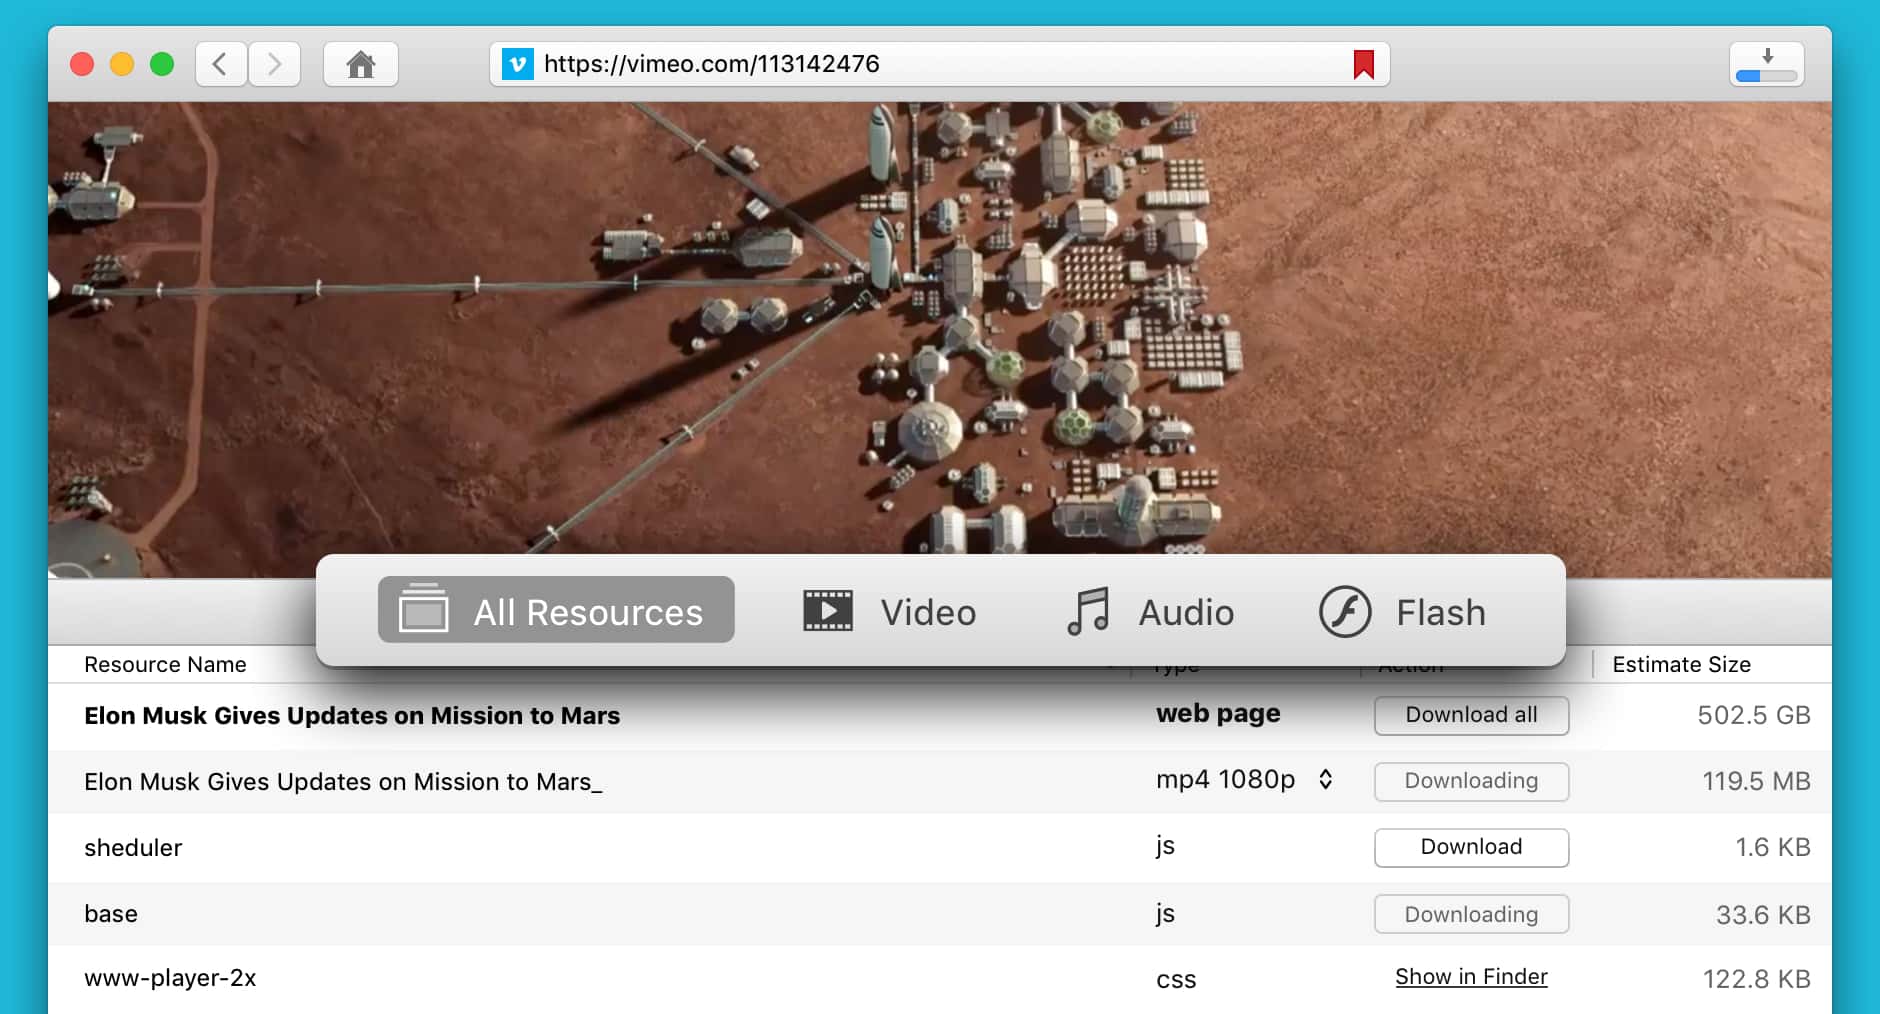 https://vimeo.com/113142476
All Resources
Video
Audio
Flash
Resource Name
Type
Action
Estimate Size
Elon Musk Gives Updates on Mission to Mars
web page
Download all
502.5 GB
Elon Musk Gives Updates on Mission to Mars_
mp4 1080p
Downloading
119.5 MB
sheduler
js
Download
1.6 KB
base
js
Downloading
33.6 KB
www-player-2x
css
Show in Finder
122.8 KB